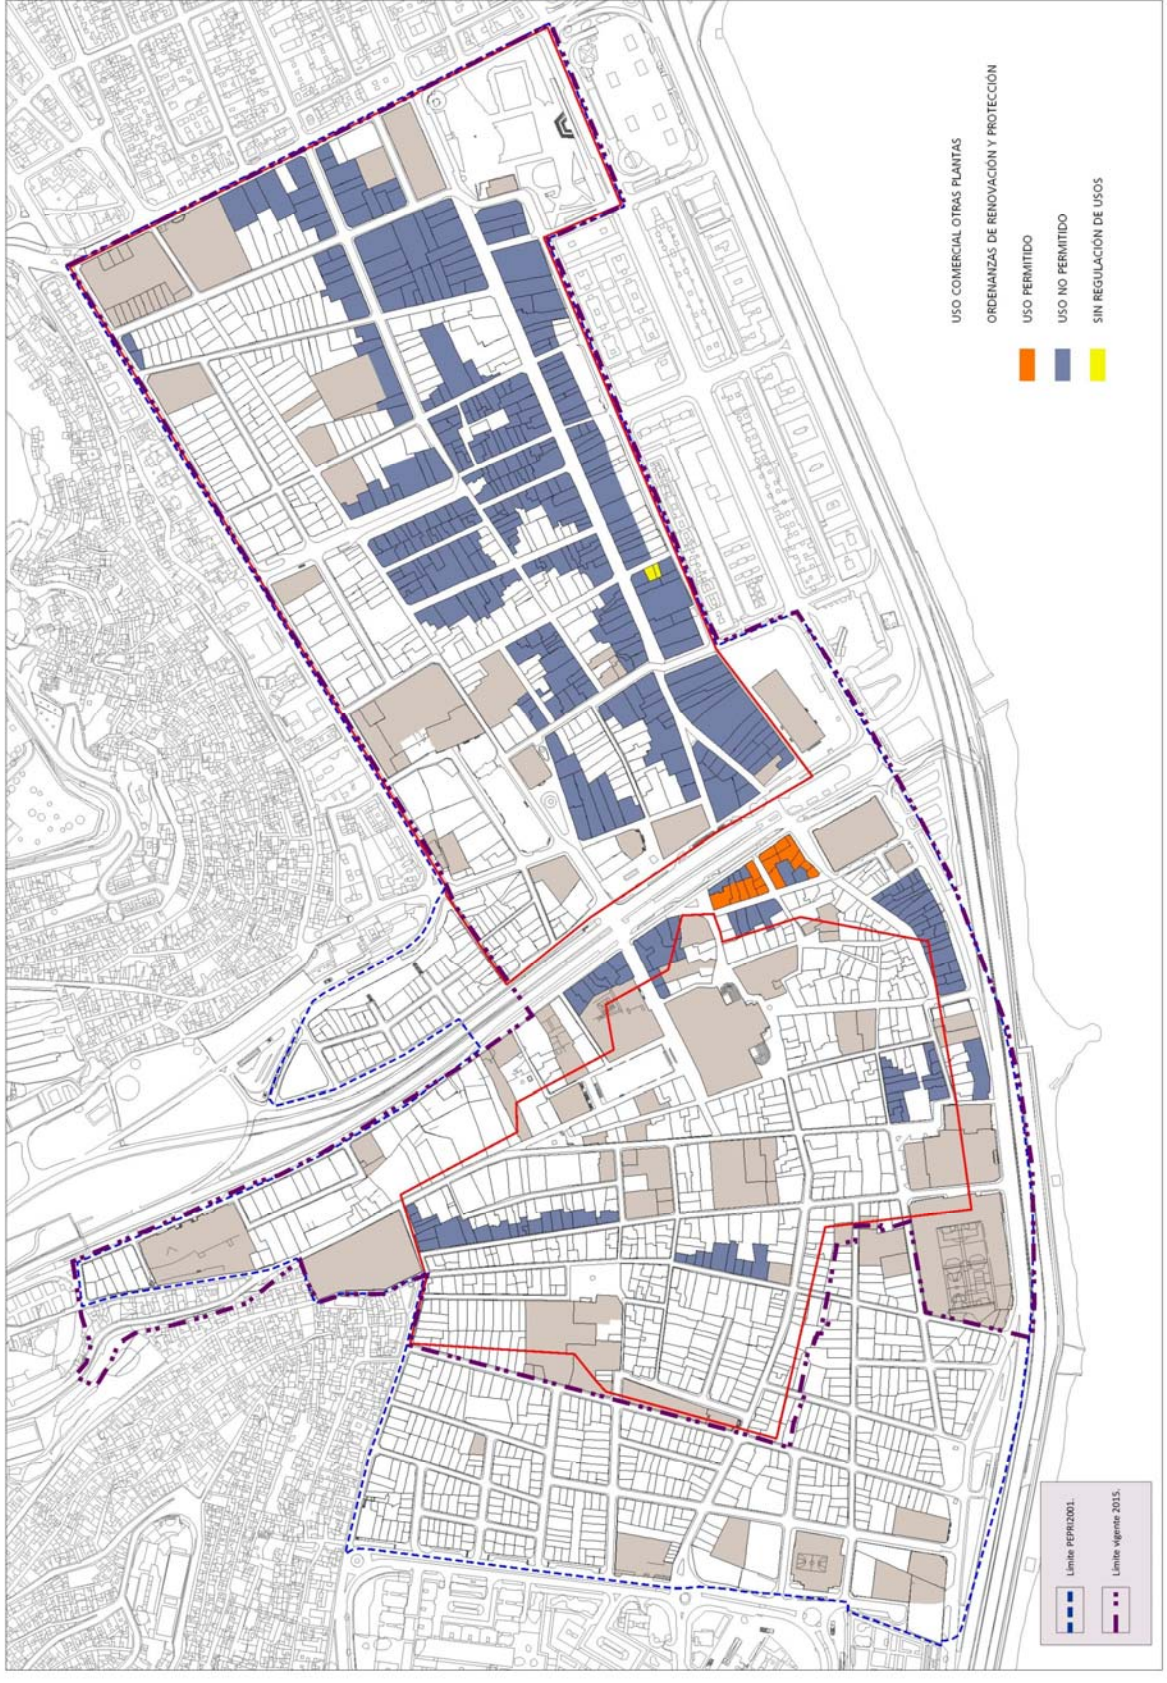 USO COMERCIAL OTRAS PLANTAS
ORDENANZAS DE RENOVACIÓN Y PROTECCIÓN
USO PERMITIDO
USO NO PERMITIDO
SIN REGULACIÓN DE USOS
Límite PEPRI2001.
Límite vigente 2015.